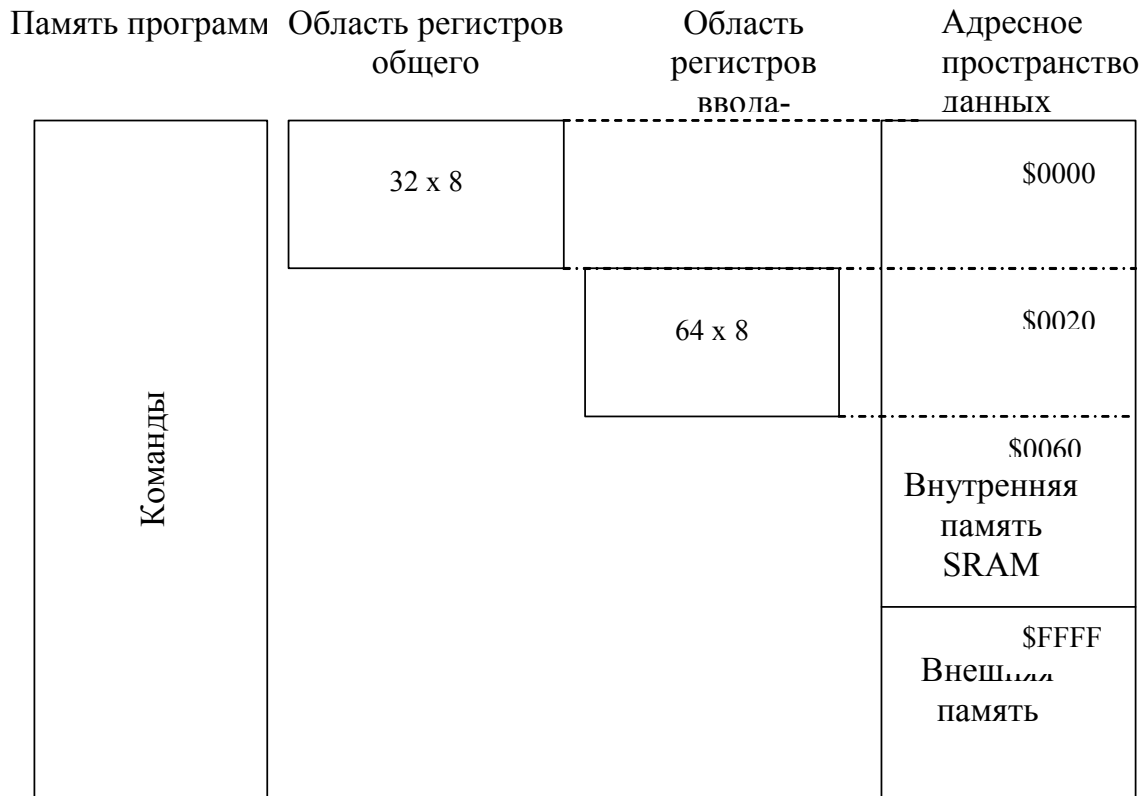 Память программ
Область регистров
общего
Область
регистров
ввода-
Адресное
пространство
данных
32 x 8
$0000
64 x 8
$0020
Команды
$0060
Внутренняя
память
SRAM
$FFFF
Внешняя
память